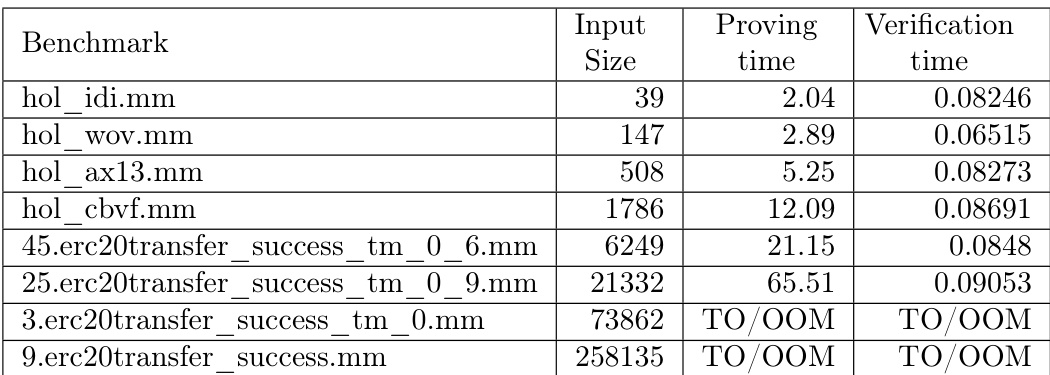 Benchmark Input Size Proving time Verification time
hol_idi.mm 39 2.04 0.08246
hol_wov.mm 147 2.89 0.06515
hol_ax13.mm 508 5.25 0.08273
hol_cbvf.mm 1786 12.09 0.08691
45.erc20transfer_success_tm_0_6.mm 6249 21.15 0.0848
25.erc20transfer_success_tm_0_9.mm 21332 65.51 0.09053
3.erc20transfer_success_tm_0.mm 73862 TO/OOM TO/OOM
9.erc20transfer_success.mm 258135 TO/OOM TO/OOM